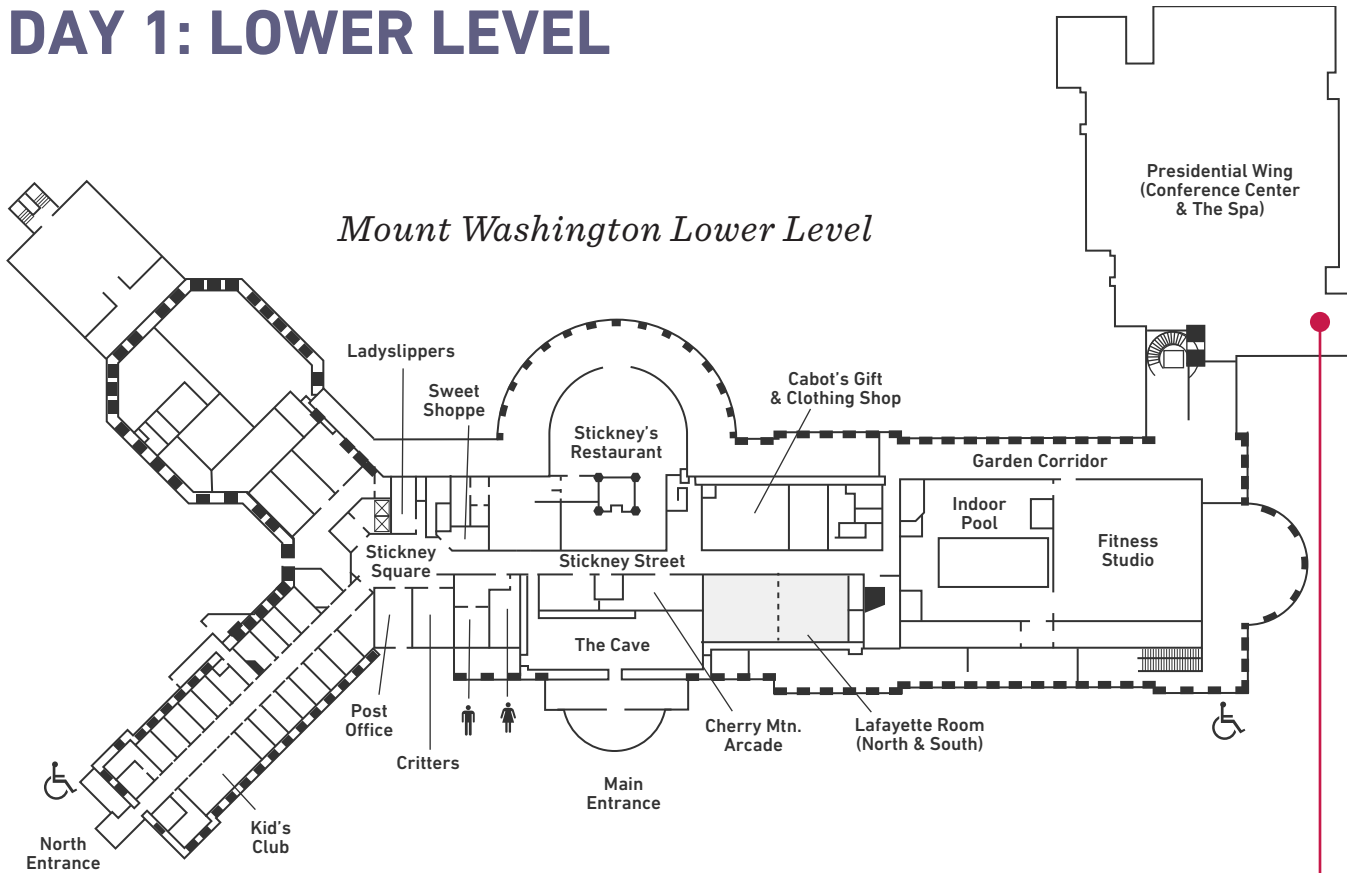 DAY 1: LOWER LEVEL
Presidential Wing
(Conference Center
& The Spa)
Mount Washington Lower Level
Ladyslippers
Sweet
Shoppe
Cabot's Gift
& Clothing Shop
Stickney's
Restaurant
Garden Corridor
Indoor
Pool
Fitness
Studio
Stickney
Square
Stickney Street
The Cave
Post
Office
Critters
Cherry Mtn.
Arcade
Lafayette Room
(North & South)
Main
Entrance
Kid's
Club
North
Entrance